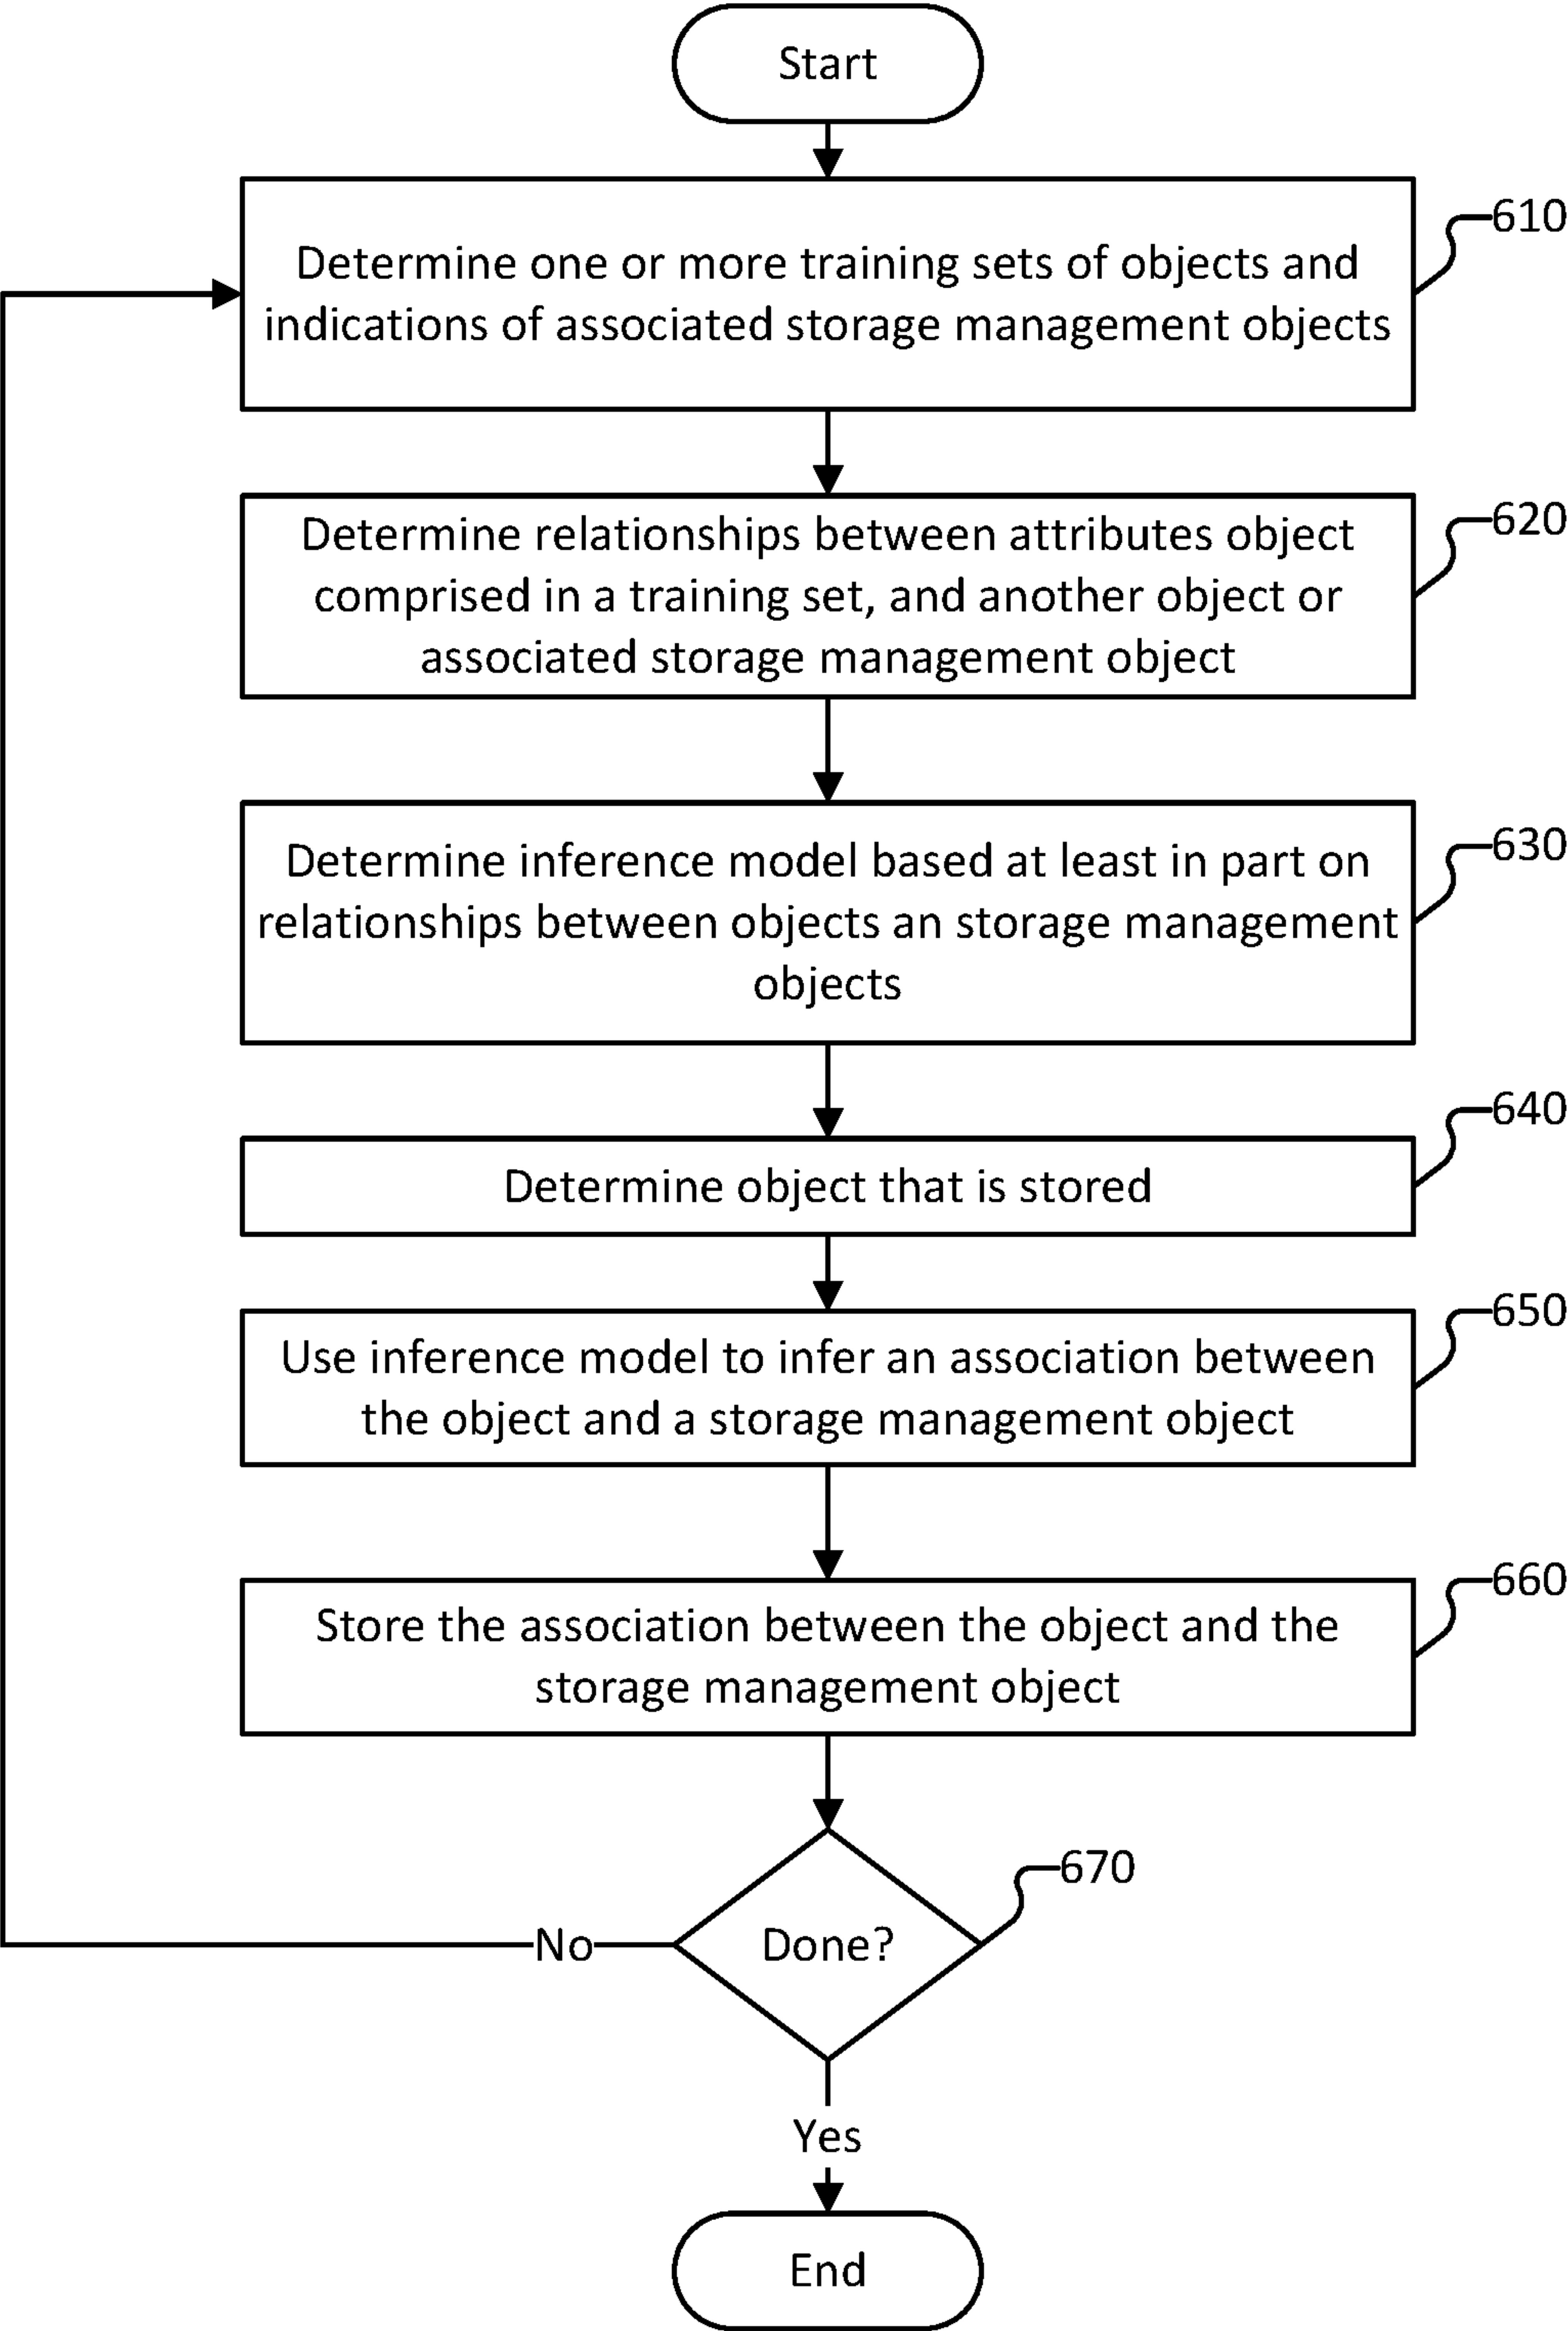 Start
610
Determine one or more training sets of objects and
indications of associated storage management objects
620
Determine relationships between attributes object
comprised in a training set, and another object or
associated storage management object
630
Determine inference model based at least in part on
relationships between objects an storage management
objects
640
Determine object that is stored
650
Use inference model to infer an association between
the object and a storage management object
660
Store the association between the object and the
storage management object
670
No
Done?
Yes
End